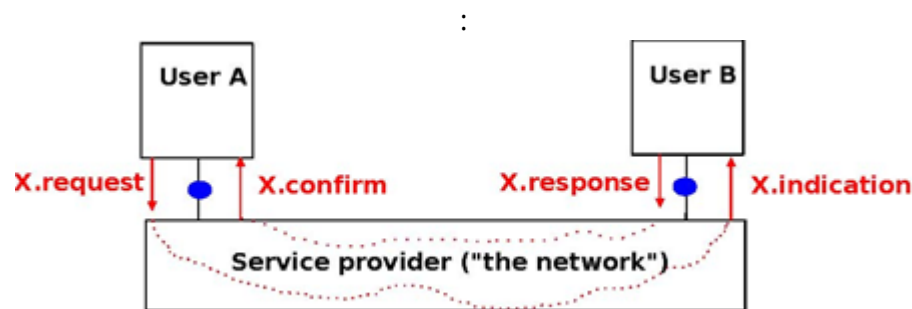 :
User A
User B
X.request
X.confirm
X.response
X.indication
Service provider ("the network")